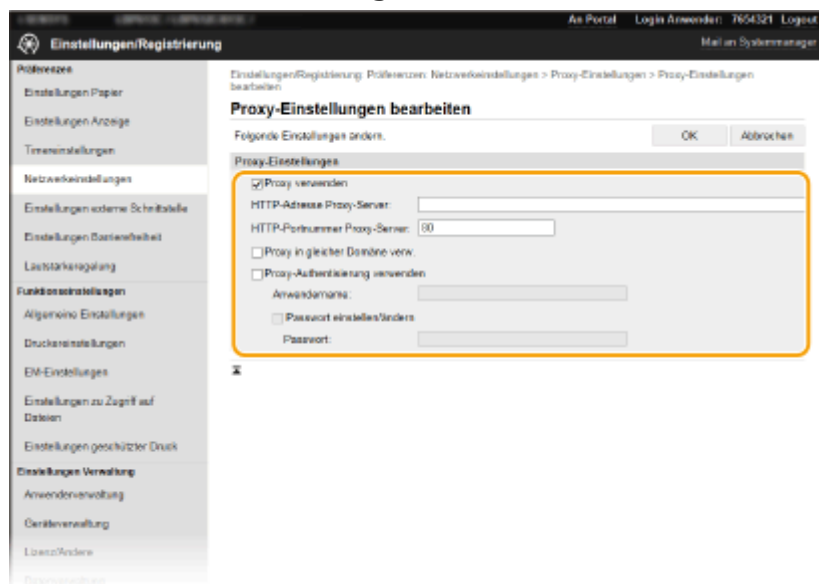 An Portal Login Anwender: 7654321 Logout
Einstellungen/Registrierung
Mail an Systemmanager
Präferenzen
Einstellungen Papier
Einstellungen Anzeige
Timereinstellungen
Netzwerkeinstellungen
Einstellungen externe Schnittstelle
Einstellungen Barrierefreiheit
Lautstärkeregelung
Funktionseinstellungen
Allgemeine Einstellungen
Druckereinstellungen
EM-Einstellungen
Einstellungen zu Zugriff auf
Dateien
Einstellungen geschützter Druck
Einstellungen Verwaltung
Anwenderverwaltung
Geräteverwaltung
Lizenz/Andere
Einstellungen/Registrierung: Präferenzen: Netzwerkeinstellungen > Proxy-Einstellungen > Proxy-Einstellungen
bearbeiten
Proxy-Einstellungen bearbeiten
Folgende Einstellungen ändern.
OK Abbrechen
Proxy-Einstellungen
Proxy verwenden
HTTP-Adresse Proxy-Server:
HTTP-Portnummer Proxy-Server: 80
Proxy in gleicher Domäne verw.
Proxy-Authentisierung verwenden
Anwendername:
Passwort einstellen/ändern
Passwort: